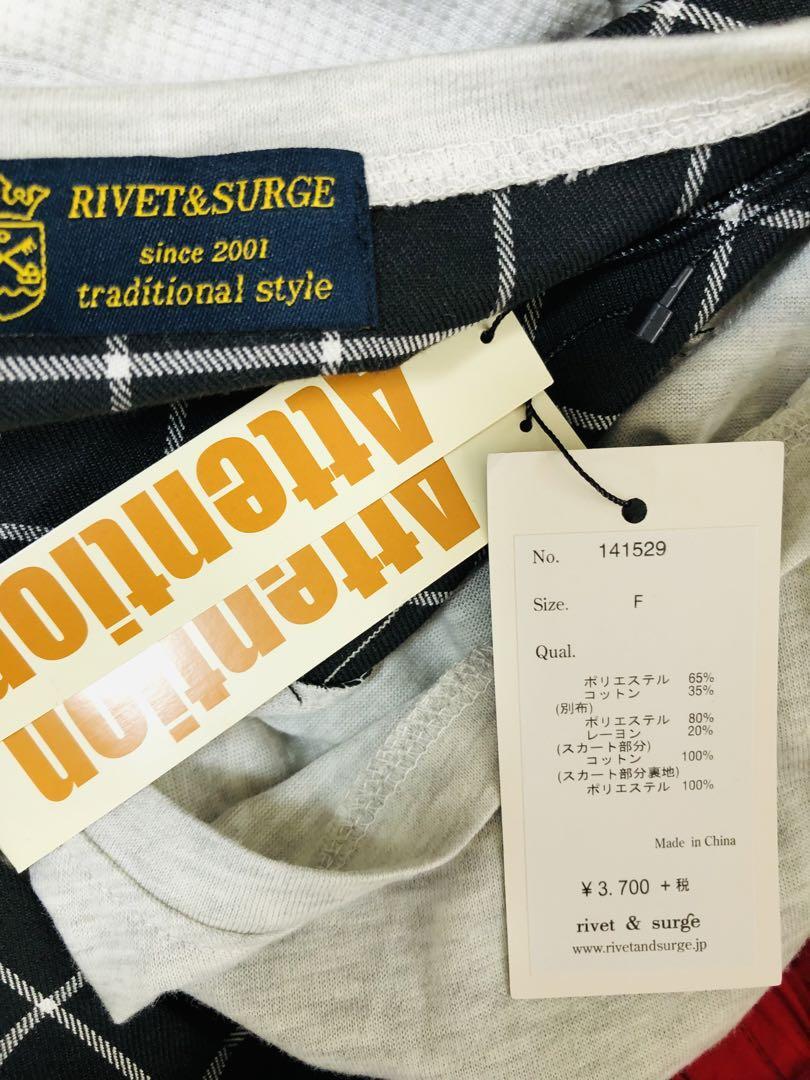 RIVET&SURGE
since 2001
traditional style
Attention
Attention
No. 141529
Size. F
Qual.
ポリエステル 65%
コットン 35%
(別布)
ポリエステル 80%
レーヨン 20%
(スカート部分)
コットン 100%
(スカート部分裏地)
ポリエステル 100%
Made in China
¥3.700 +税
rivet & surge
www.rivetandsurge.jp